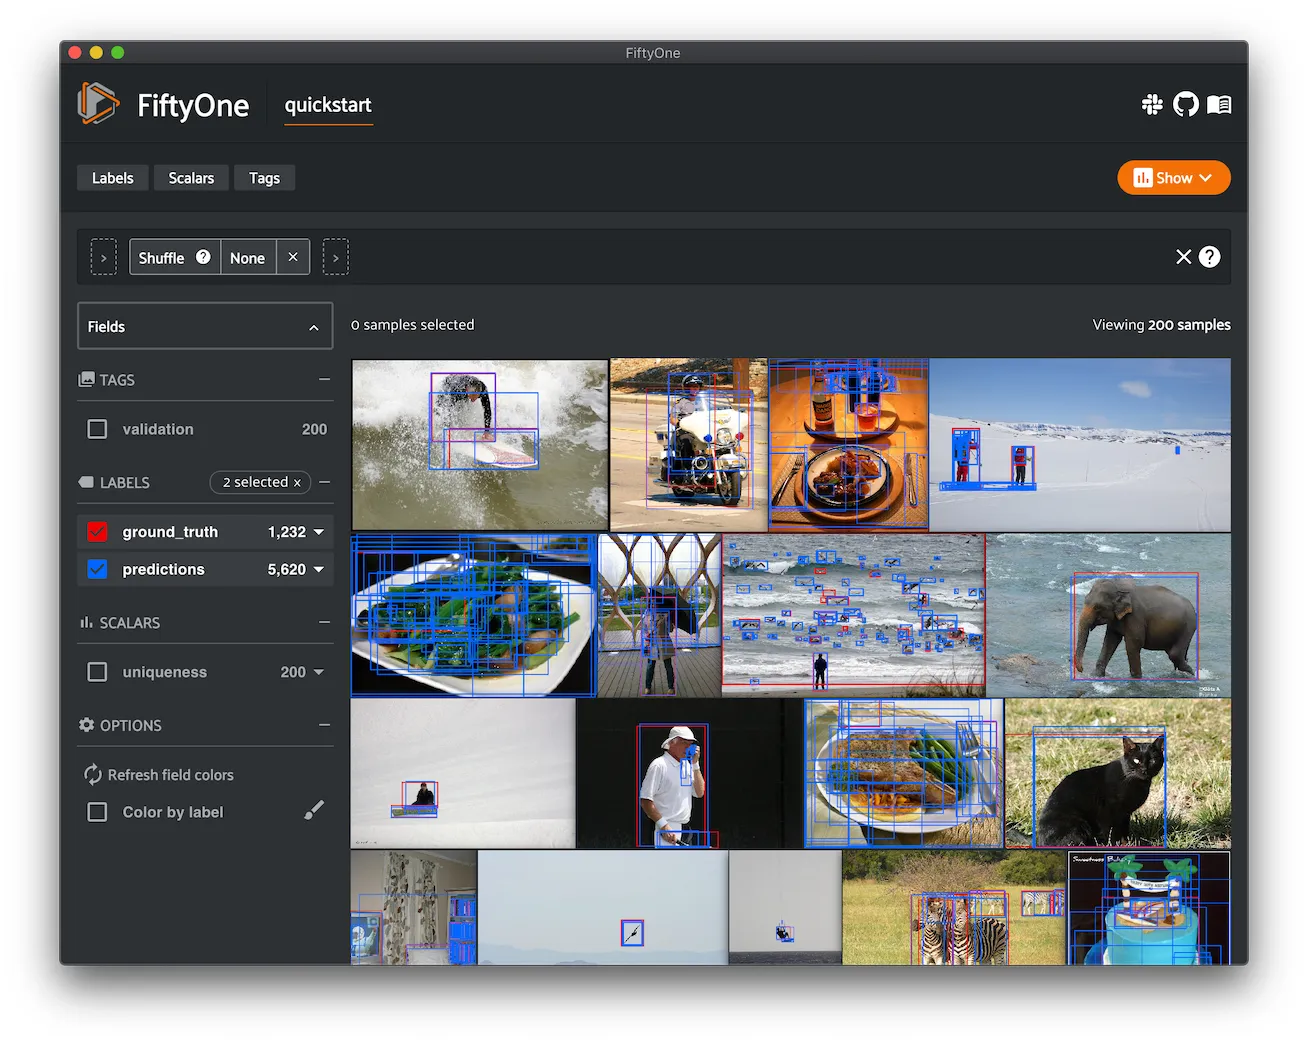 FiftyOne
FiftyOne
quickstart
Labels
Scalars
Tags
Show
>
Shuffle ? None ×
>
× ?
Fields
0 samples selected
Viewing 200 samples
TAGS
validation 200
LABELS
2 selected ×
ground_truth 1,232
predictions 5,620
SCALARS
uniqueness 200
OPTIONS
Refresh field colors
Color by label